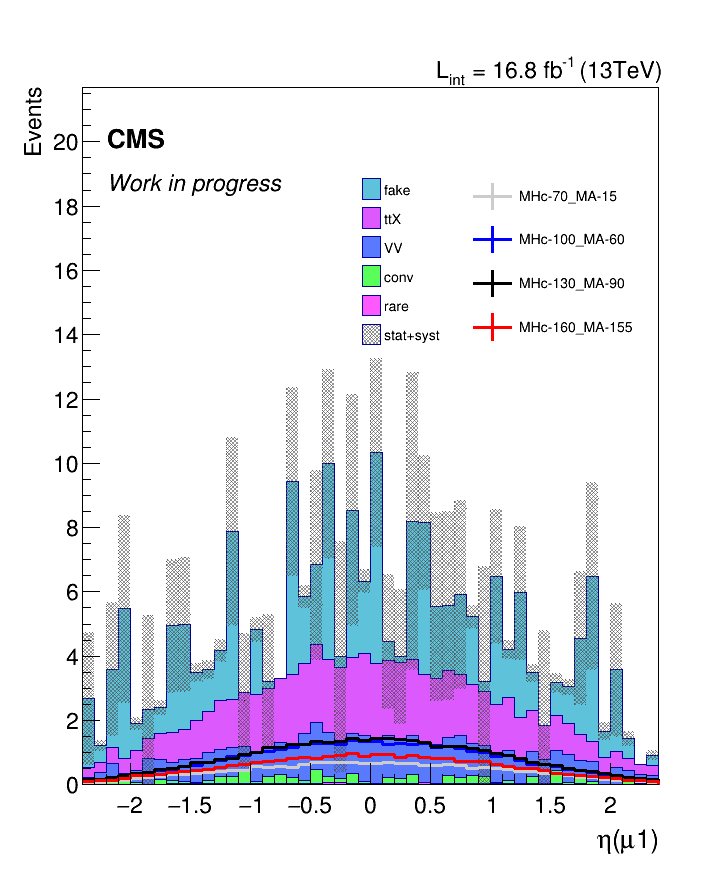 L_int = 16.8 fb^-1 (13TeV)
Events
CMS
Work in progress
fake
ttX
VV
conv
rare
stat+syst
MHc-70_MA-15
MHc-100_MA-60
MHc-130_MA-90
MHc-160_MA-155
20
18
16
14
12
10
8
6
4
2
0
−2 −1.5 −1 −0.5 0 0.5 1 1.5 2
η(μ1)